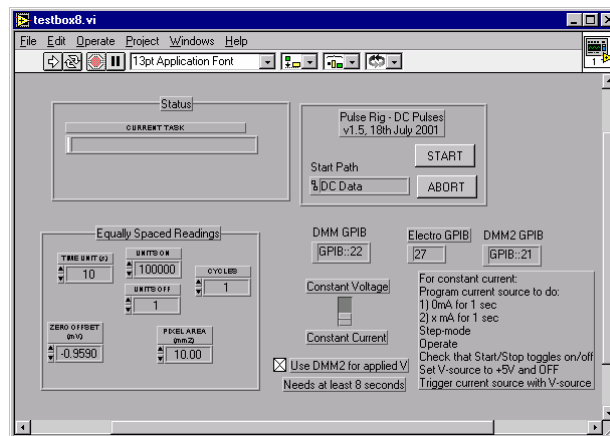 testbox8.vi
File Edit Operate Project Windows Help
13pt Application Font
1
Status
CURRENT TASK
Pulse Rig - DC Pulses
v1.5, 18th July 2001
Start Path
% DC Data
START
ABORT
Equally Spaced Readings
TIME UNIT (s)
10
UNITS ON
100000
UNITS OFF
1
CYCLES
1
ZERO OFFSET
(mV)
-0.9590
PIXEL AREA
(mm2)
10.00
DMM GPIB
GPIB::22
Electro GPIB
27
DMM2 GPIB
GPIB::21
Constant Voltage
Constant Current
Use DMM2 for applied V
Needs at least 8 seconds
For constant current:
Program current source to do:
1) 0mA for 1 sec
2) x mA for 1 sec
Step-mode
Operate
Check that Start/Stop toggles on/off
Set V-source to +5V and OFF
Trigger current source with V-source